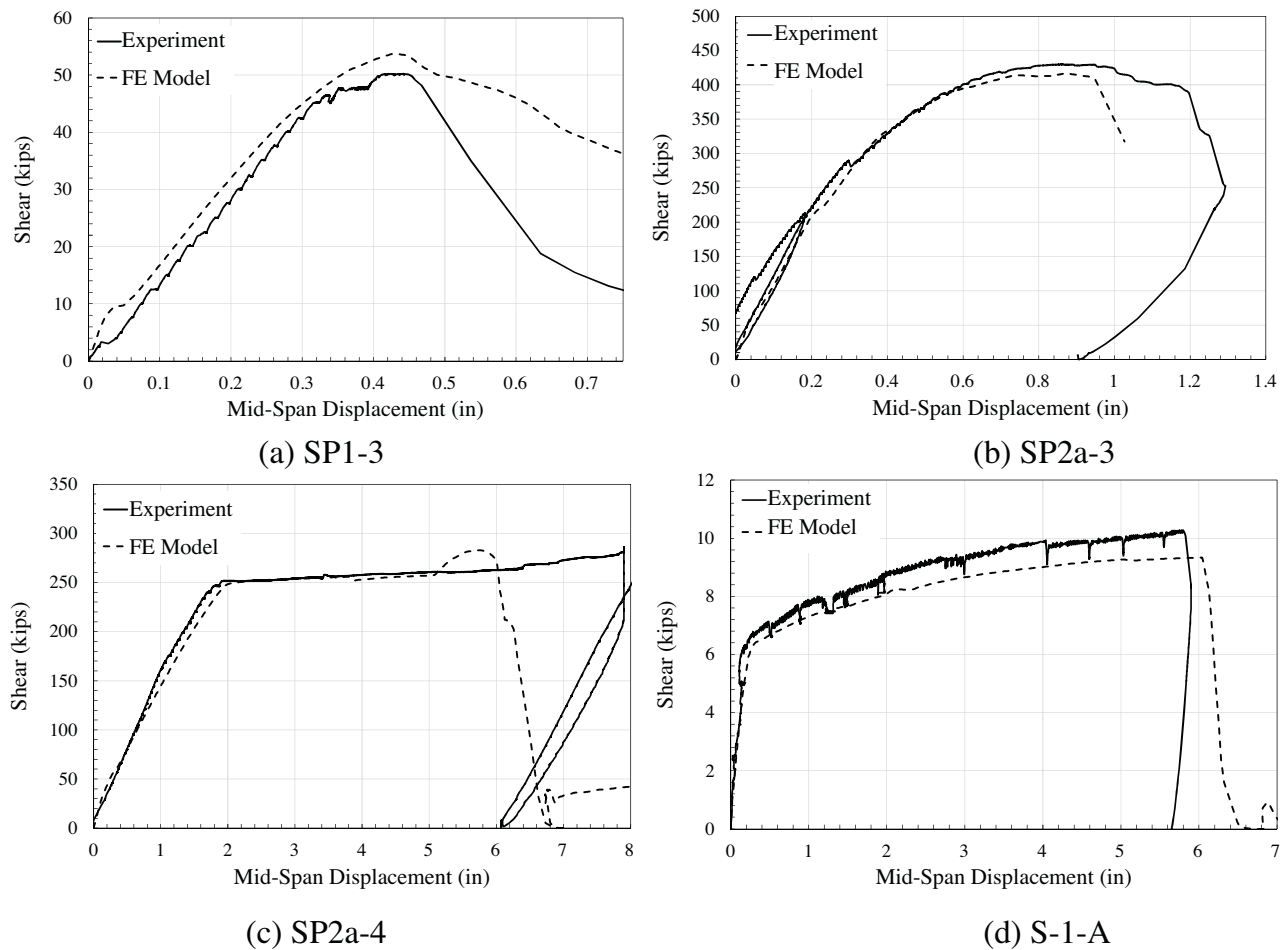 60
50
40
30
20
10
0
Shear (kips)
Experiment
FE Model
0 0.1 0.2 0.3 0.4 0.5 0.6 0.7
Mid-Span Displacement (in)
(a) SP1-3
500
450
400
350
300
250
200
150
100
50
0
Shear (kips)
Experiment
FE Model
0 0.2 0.4 0.6 0.8 1 1.2 1.4
Mid-Span Displacement (in)
(b) SP2a-3
350
300
250
200
150
100
50
0
Shear (kips)
Experiment
FE Model
0 1 2 3 4 5 6 7 8
Mid-Span Displacement (in)
(c) SP2a-4
12
10
8
6
4
2
0
Shear (kips)
Experiment
FE Model
0 1 2 3 4 5 6 7
Mid-Span Displacement (in)
(d) S-1-A